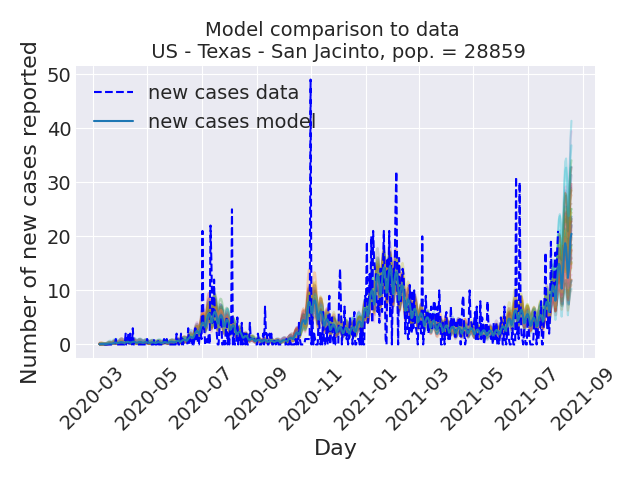 Model comparison to data
US - Texas - San Jacinto, pop. = 28859
Number of new cases reported
50
40
30
20
10
0
new cases data
new cases model
2020-03
2020-05
2020-07
2020-09
2020-11
2021-01
2021-03
2021-05
2021-07
2021-09
Day